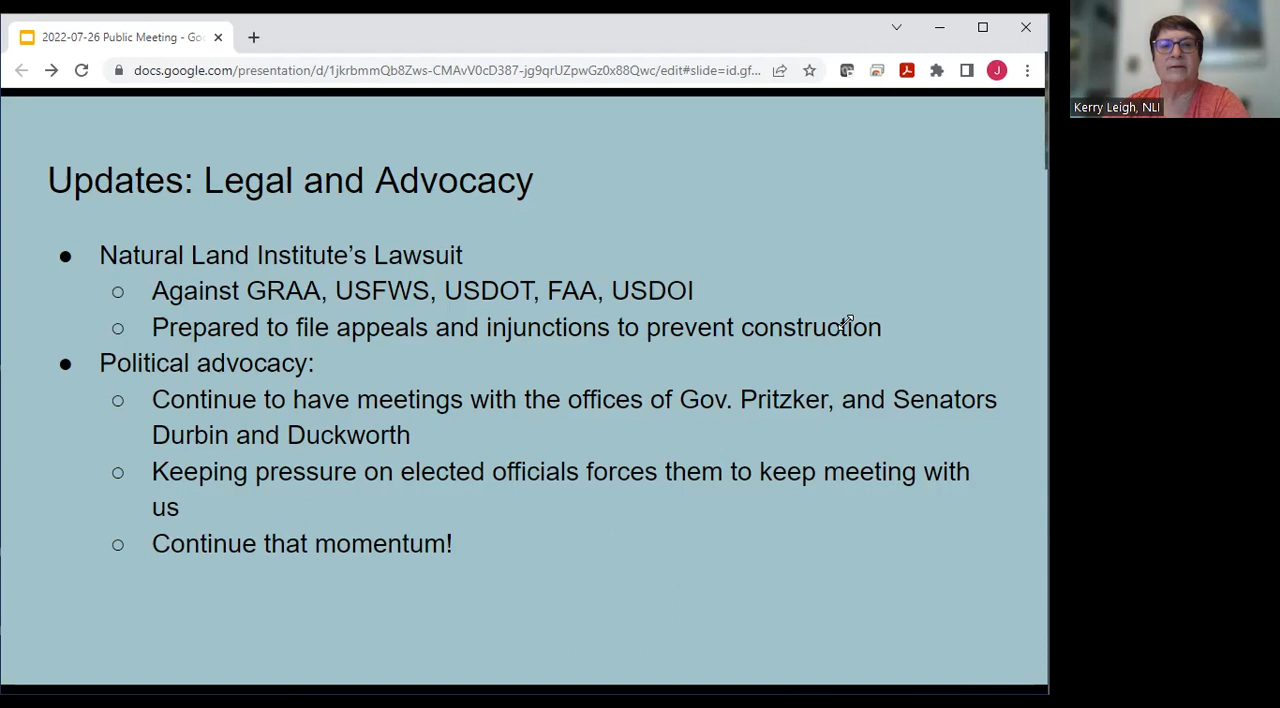 2022-07-26 Public Meeting - Goo
docs.google.com/presentation/d/1jkrbmmQb8Zws-CMAvVm2D387-jg9qrUZpwGz0x88Qwc/edit#slide=id.gf...
J
Kerry Leigh, NLI
Updates: Legal and Advocacy
● Natural Land Institute’s Lawsuit
○ Against GRAA, USFWS, USDOT, FAA, USDOI
○ Prepared to file appeals and injunctions to prevent construction
● Political advocacy:
○ Continue to have meetings with the offices of Gov. Pritzker, and Senators
Durbin and Duckworth
○ Keeping pressure on elected officials forces them to keep meeting with
us
○ Continue that momentum!